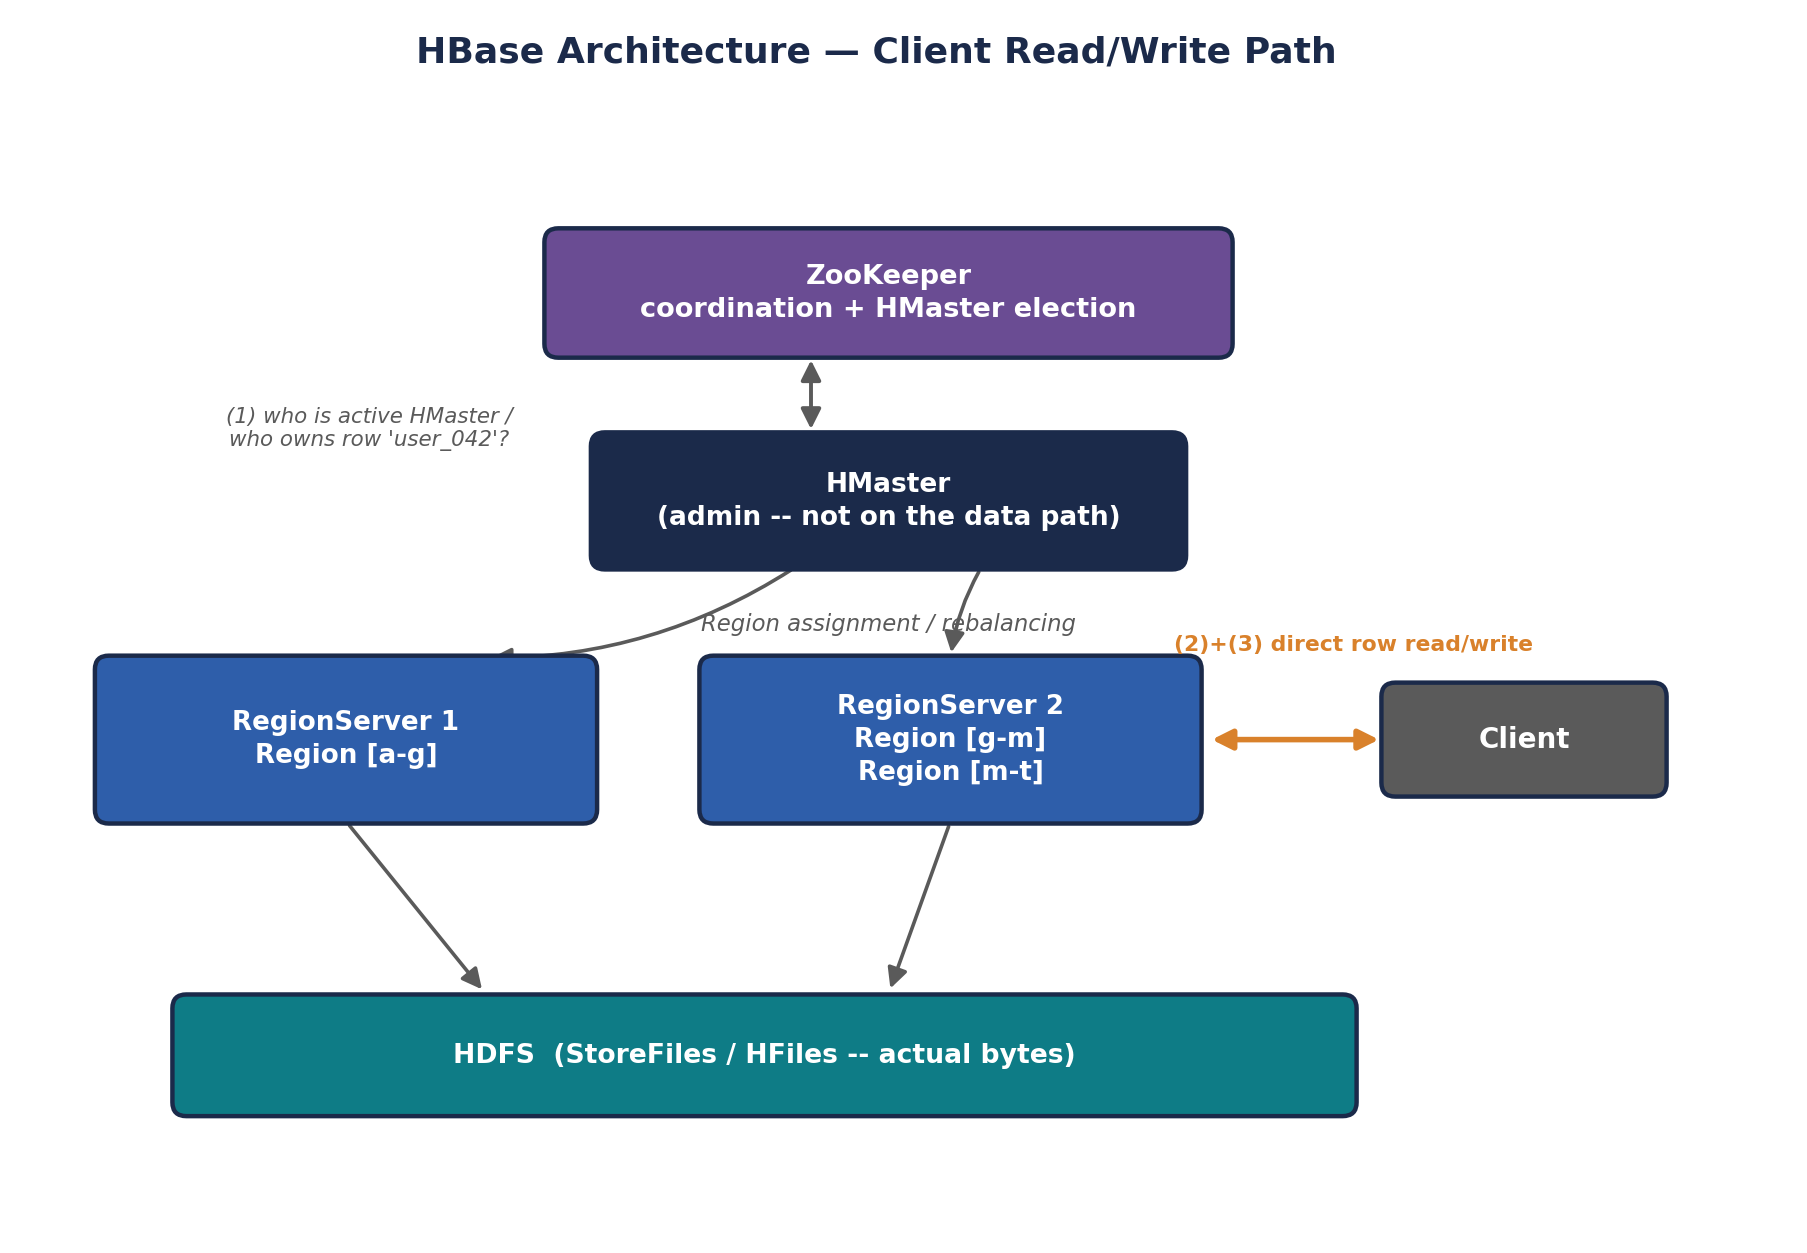 HBase Architecture — Client Read/Write Path
ZooKeeper
coordination + HMaster election
(1) who is active HMaster /
who owns row 'user_042'?
HMaster
(admin -- not on the data path)
Region assignment / rebalancing
(2)+(3) direct row read/write
RegionServer 1
Region [a-g]
RegionServer 2
Region [g-m]
Region [m-t]
Client
HDFS  (StoreFiles / HFiles -- actual bytes)